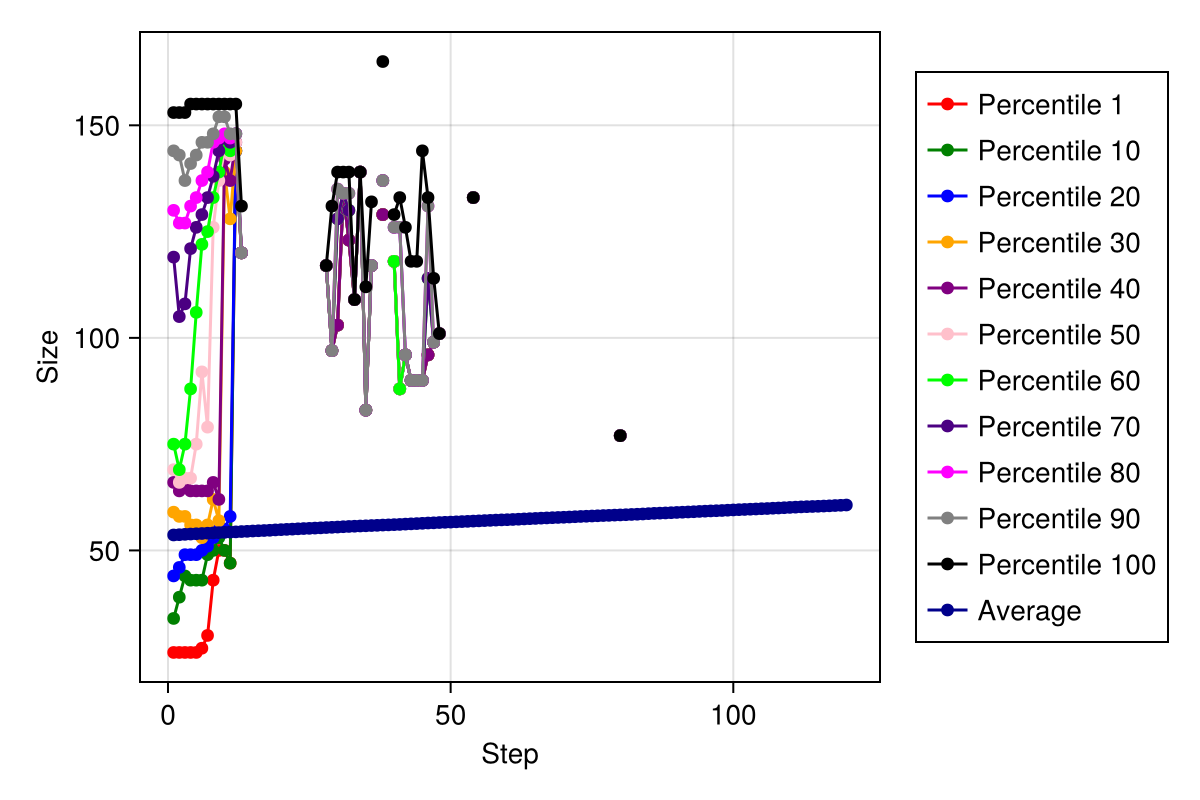 Size
150
100
50
0
50
100
Step
Percentile 1
Percentile 10
Percentile 20
Percentile 30
Percentile 40
Percentile 50
Percentile 60
Percentile 70
Percentile 80
Percentile 90
Percentile 100
Average